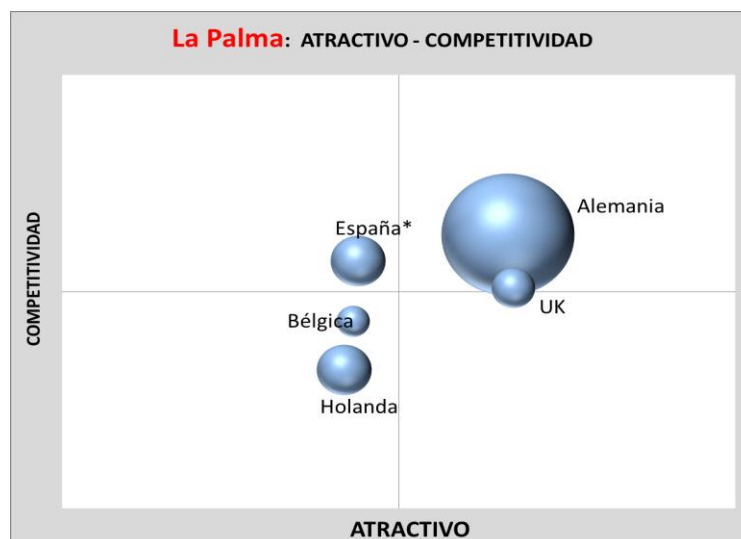 La Palma: ATRACTIVO - COMPETITIVIDAD
COMPETITIVIDAD
España*
Alemania
UK
Bélgica
Holanda
ATRACTIVO